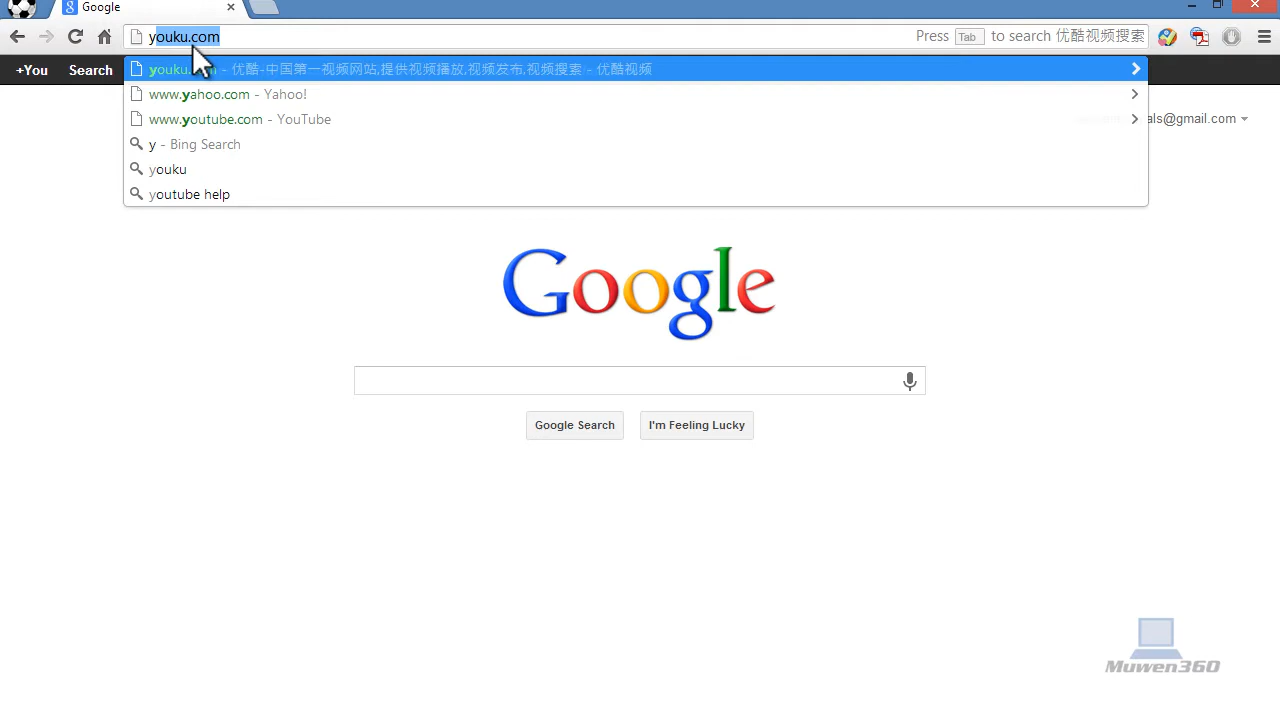 Google
youku.com
Press Tab to search 优酷视频搜索
+You Search
youku.com - 优酷-中国第一视频网站,提供视频播放,视频发布,视频搜索 - 优酷视频
www.yahoo.com - Yahoo!
www.youtube.com - YouTube
als@gmail.com
y - Bing Search
youku
youtube help
Google
Google Search
I'm Feeling Lucky
Muwen360